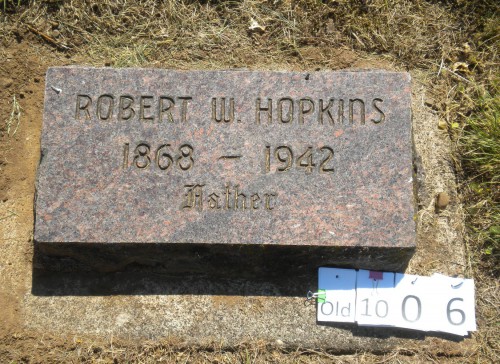 ROBERT W. HOPKINS
1868 – 1942
Father
Old 10 0 6